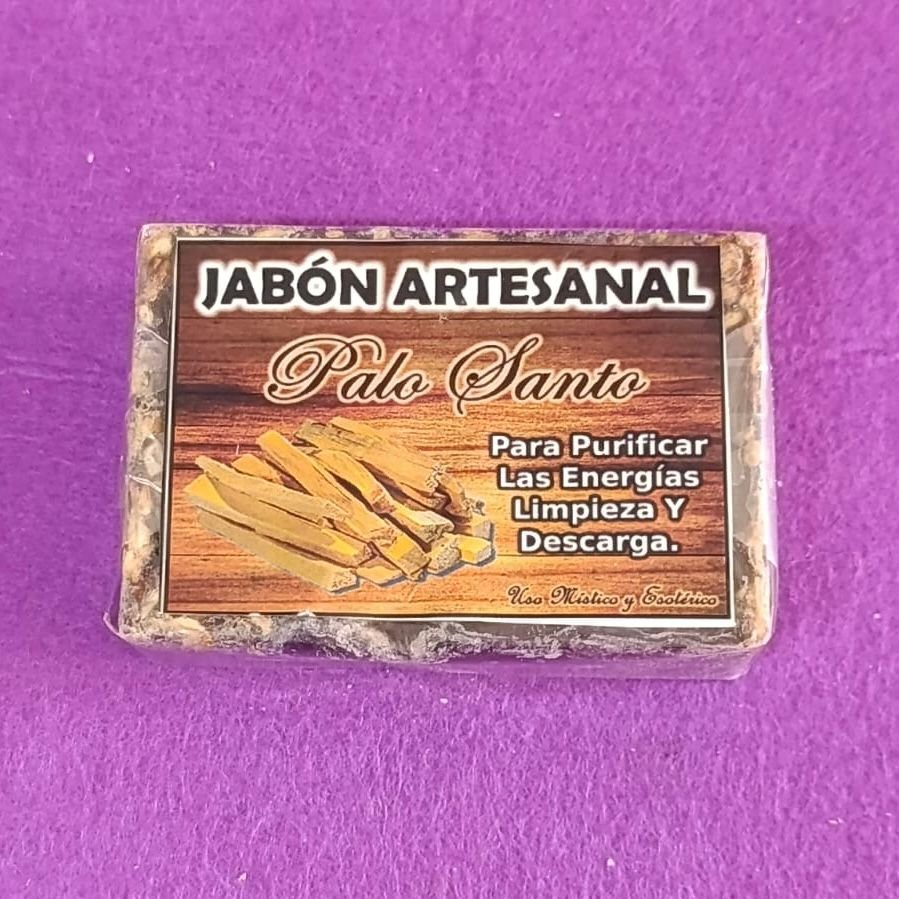 JABÓN ARTESANAL
Palo Santo
Para Purificar
Las Energías
Limpieza Y
Descarga.
Uso Místico y Esotérico